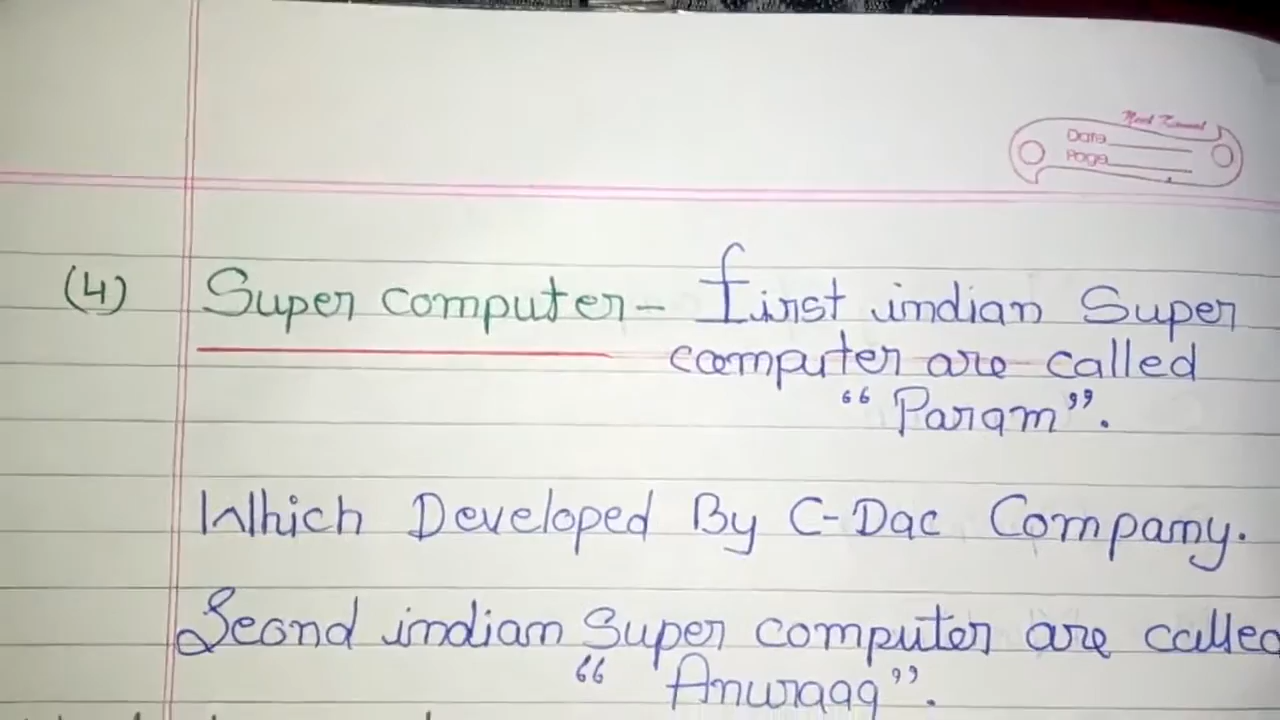 Date
Page
(4) Super computer - first indian Super
computer are called
"Param".
Which Developed By C-Dac Company.
Seond indian Super computer are called
"Anuraag".